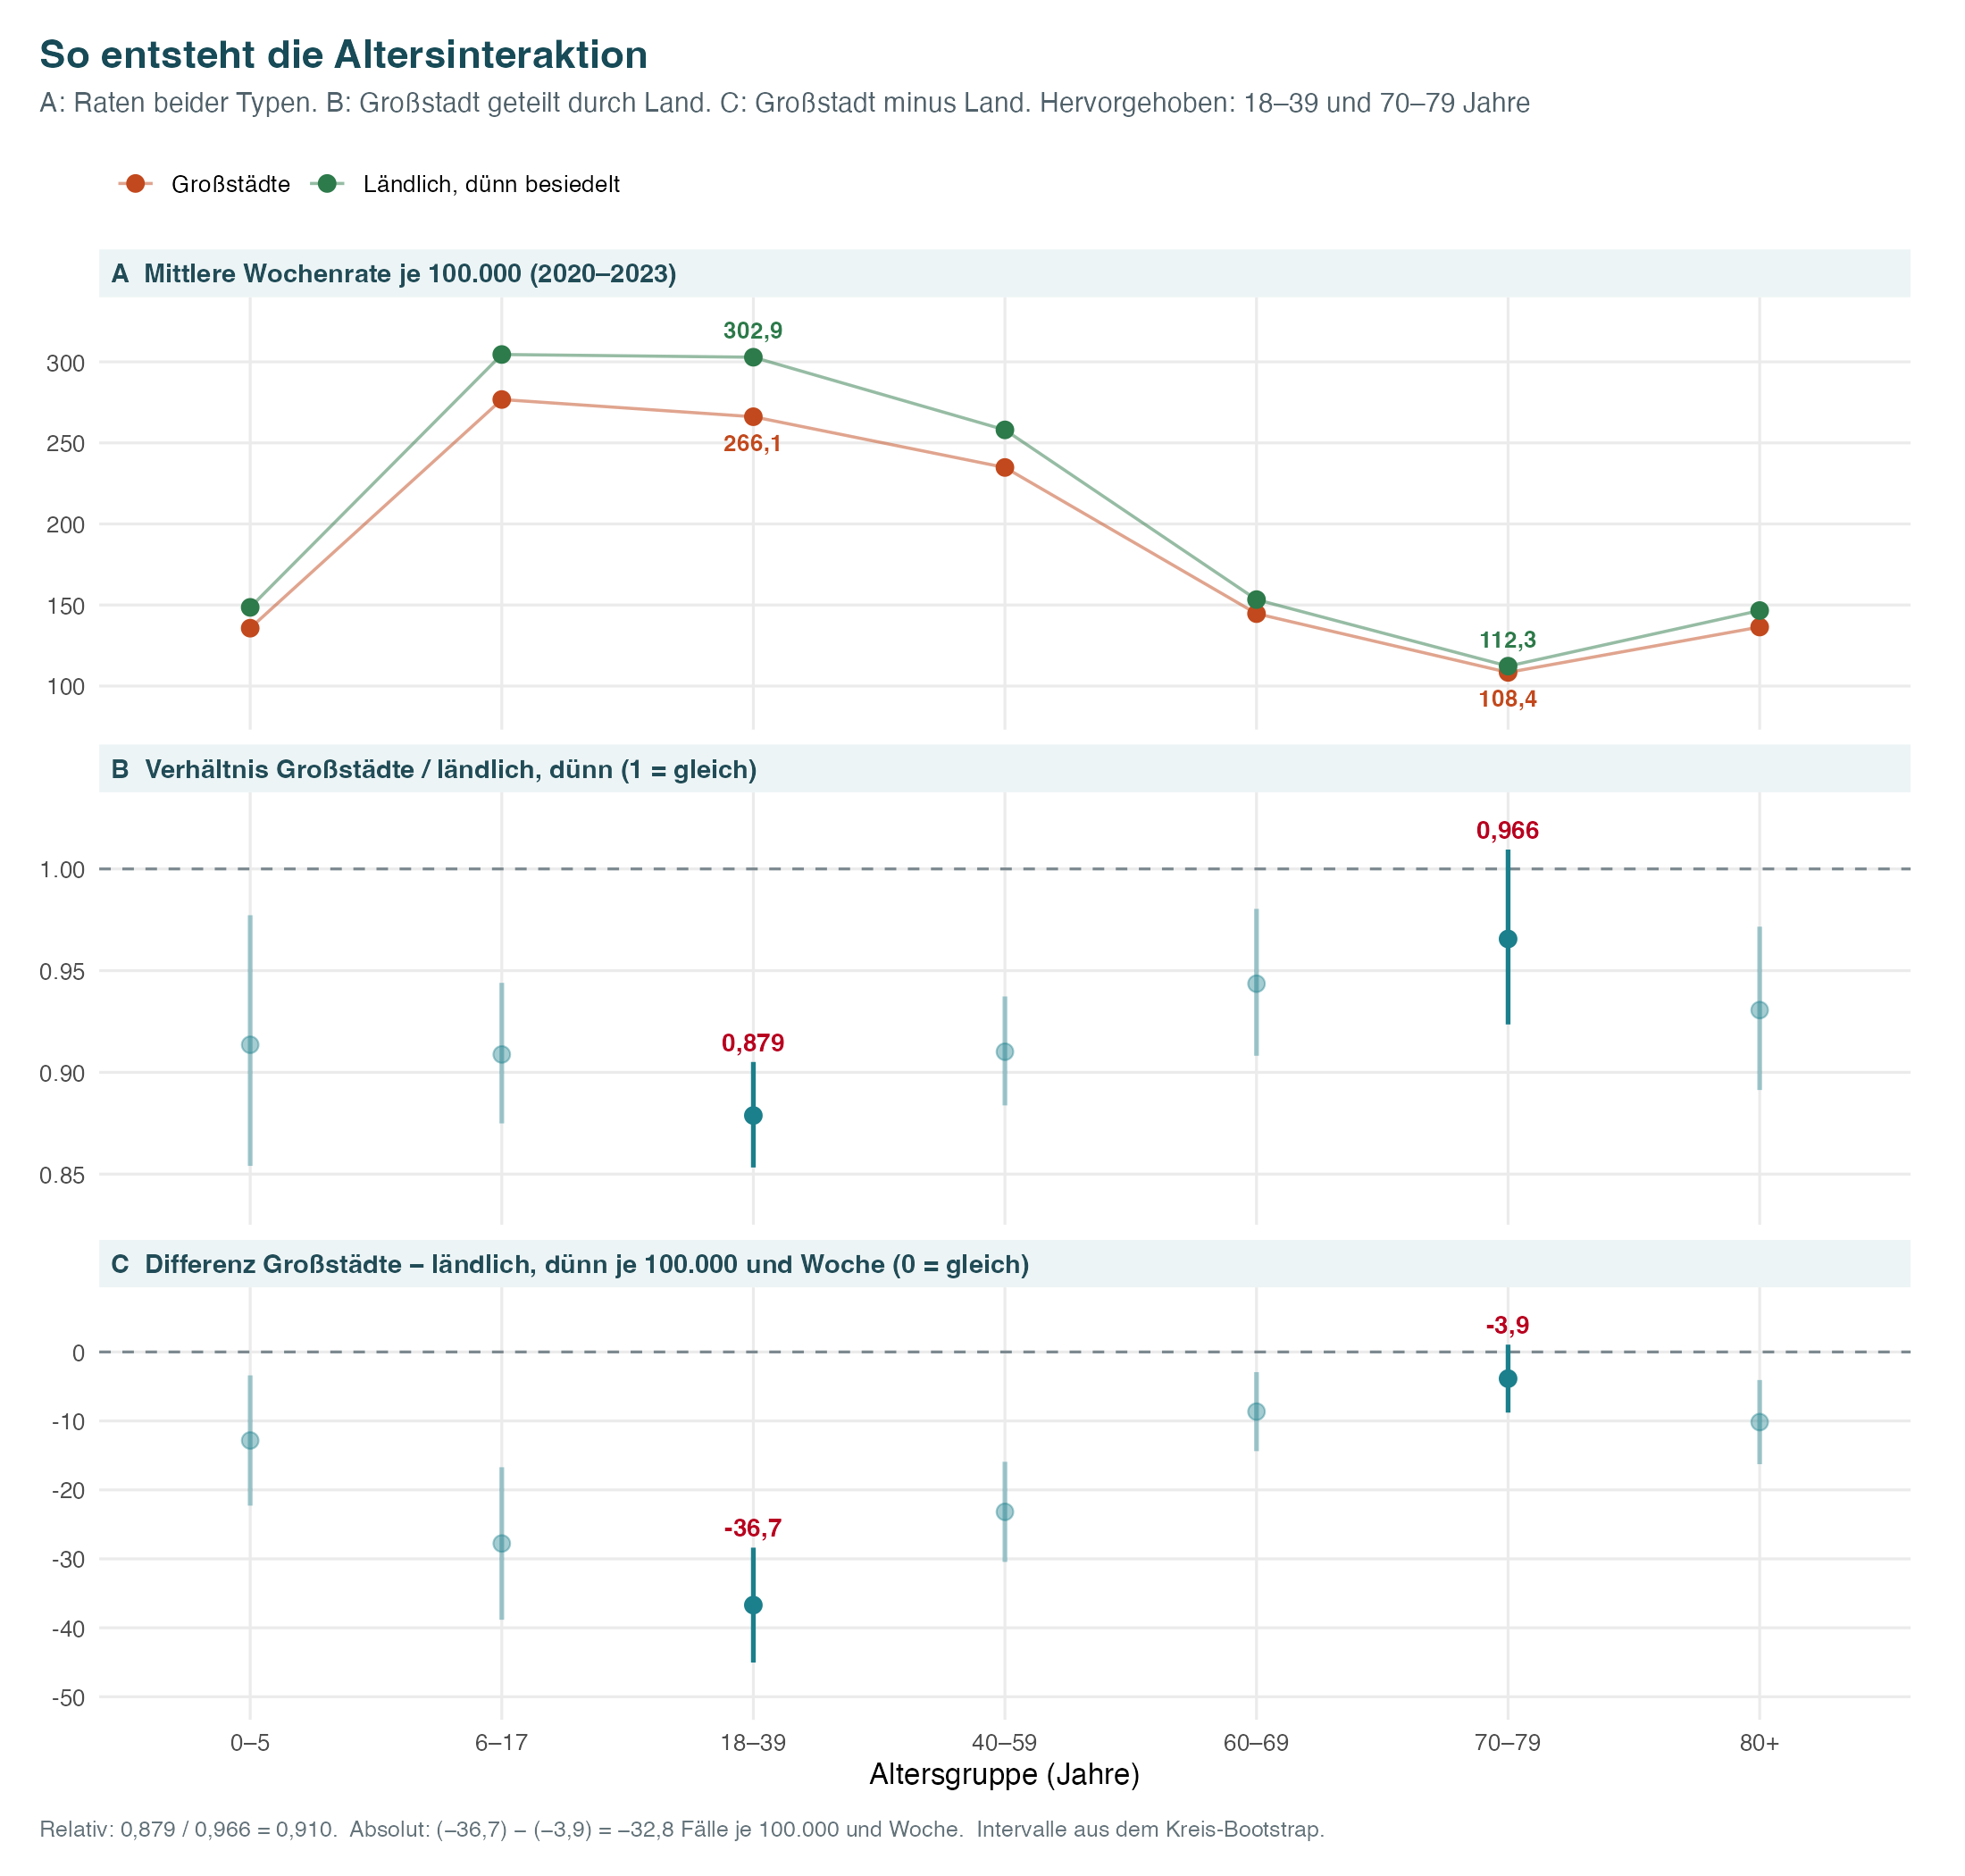 So entsteht die Altersinteraktion
A: Raten beider Typen. B: Großstadt geteilt durch Land. C: Großstadt minus Land. Hervorgehoben: 18–39 und 70–79 Jahre
Großstädte Ländlich, dünn besiedelt
A Mittlere Wochenrate je 100.000 (2020–2023)
300
250
200
150
100
302,9
266,1
112,3
108,4
B Verhältnis Großstädte / ländlich, dünn (1 = gleich)
1.00
0.95
0.90
0.85
0,879
0,966
C Differenz Großstädte – ländlich, dünn je 100.000 und Woche (0 = gleich)
0
-10
-20
-30
-40
-50
-36,7
-3,9
0–5 6–17 18–39 40–59 60–69 70–79 80+
Altersgruppe (Jahre)
Relativ: 0,879 / 0,966 = 0,910. Absolut: (−36,7) − (−3,9) = −32,8 Fälle je 100.000 und Woche. Intervalle aus dem Kreis-Bootstrap.